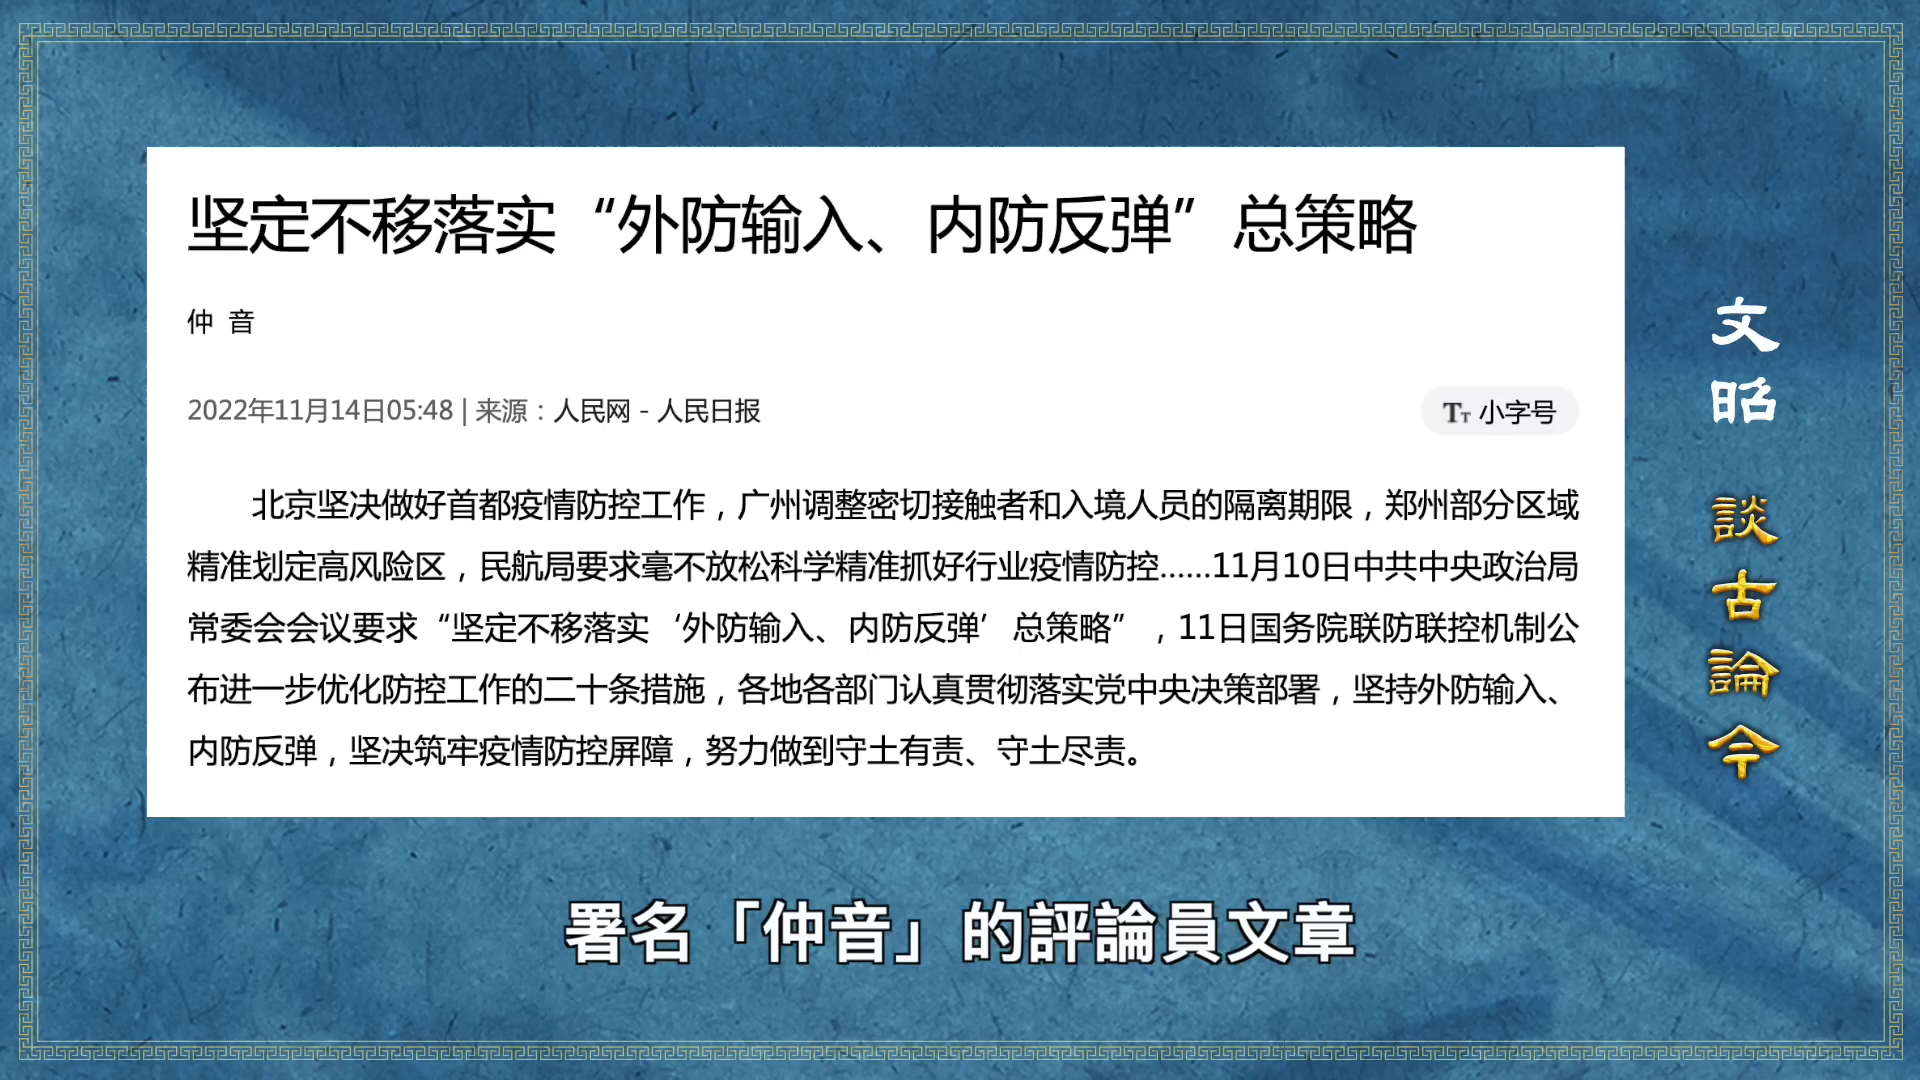 坚定不移落实“外防输入、内防反弹”总策略
仲 音
2022年11月14日05:48 | 来源：人民网－人民日报
TT 小字号
北京坚决做好首都疫情防控工作，广州调整密切接触者和入境人员的隔离期限，郑州部分区域
精准划定高风险区，民航局要求毫不放松科学精准抓好行业疫情防控……11月10日中共中央政治局
常委会会议要求“坚定不移落实‘外防输入、内防反弹’总策略”，11日国务院联防联控机制公
布进一步优化防控工作的二十条措施，各地各部门认真贯彻落实党中央决策部署，坚持外防输入、
内防反弹，坚决筑牢疫情防控屏障，努力做到守土有责、守土尽责。
文昭
談古論今
署名「仲音」的評論員文章